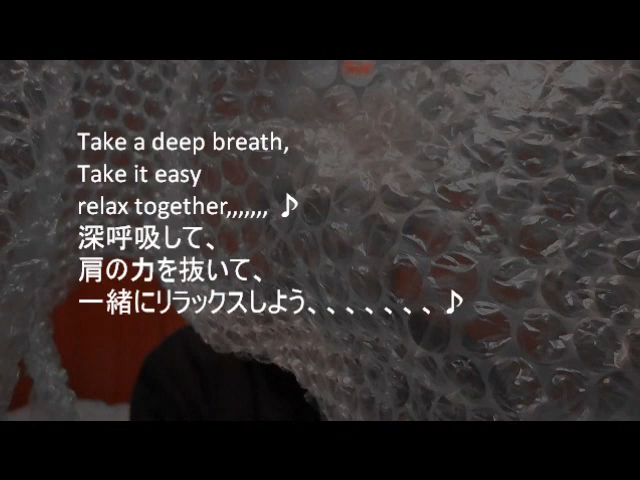 Take a deep breath,
Take it easy
relax together,,,,,,, ♪
深呼吸して、
肩の力を抜いて、
一緒にリラックスしよう、、、、、、、♪